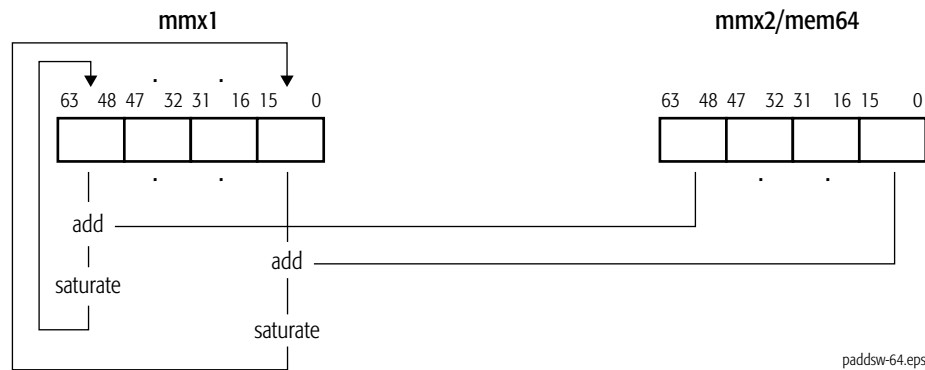 mmx1 mmx2/mem64
. .
63 48 47 32 31 16 15 0 63 48 47 32 31 16 15 0
. . . .
add
add
saturate
saturate
paddsw-64.eps